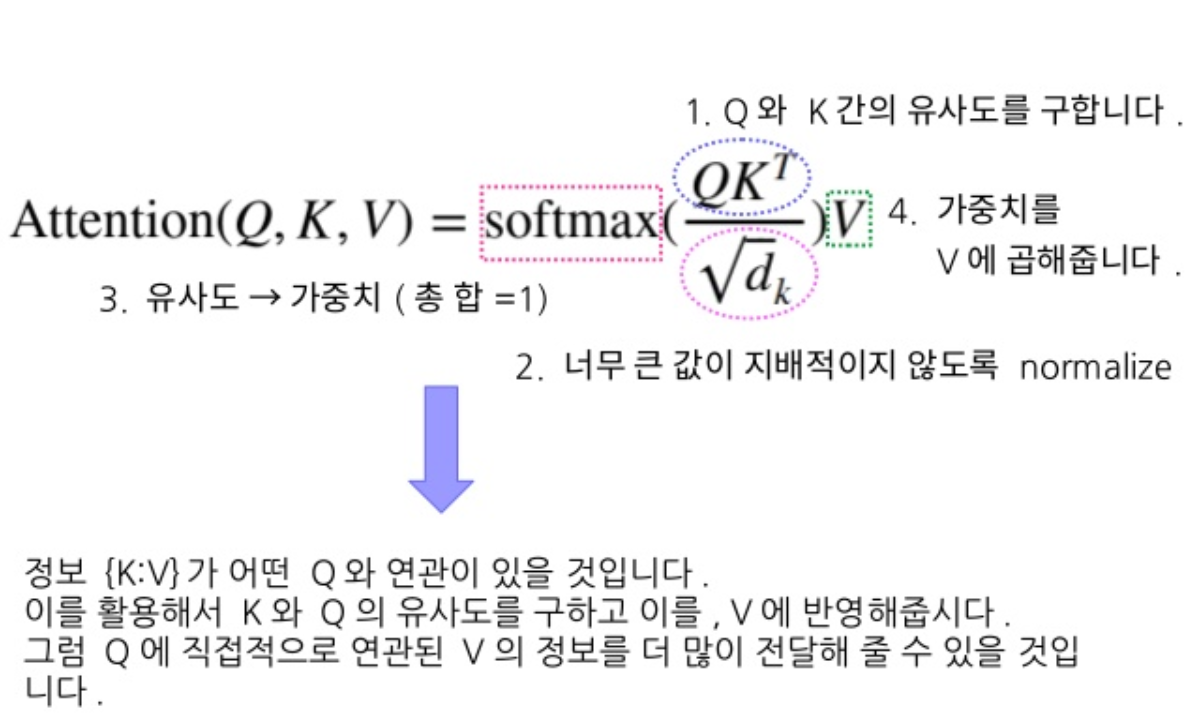 1. Q 와 K 간의 유사도를 구합니다 .
Attention(Q, K, V) = softmax(QK^T / √d_k)V
4. 가중치를
V 에 곱해줍니다 .
3. 유사도 → 가중치 ( 총 합 =1)
2. 너무 큰 값이 지배적이지 않도록 normalize
정보 {K:V} 가 어떤 Q 와 연관이 있을 것입니다 .
이를 활용해서 K 와 Q 의 유사도를 구하고 이를 , V 에 반영해줍시다 .
그럼 Q 에 직접적으로 연관된 V 의 정보를 더 많이 전달해 줄 수 있을 것입
니다 .